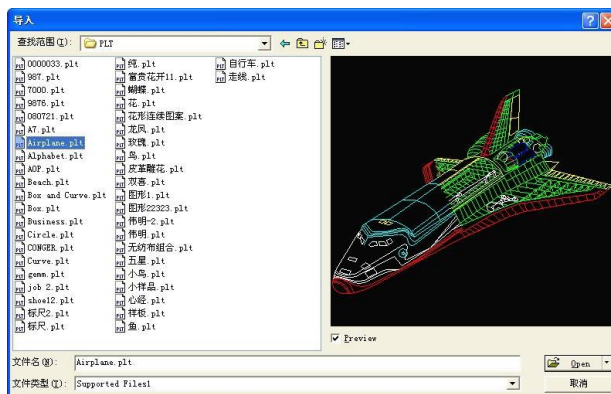 导入
查找范围(I):
PLT
0000033.plt
987.plt
7000.plt
9876.plt
080721.plt
A7.plt
Airplane.plt
Alphabet.plt
AOP.plt
Beach.plt
Box and Curve.plt
Box.plt
Business.plt
Circle.plt
CONGER.plt
Curve.plt
gemm.plt
job 2.plt
shoe12.plt
标尺2.plt
标尺.plt
纯.plt
富贵花开11.plt
蝴蝶.plt
花.plt
花形连续图案.plt
龙凤.plt
玫瑰.plt
鸟.plt
皮革雕花.plt
双喜.plt
图形1.plt
图形22323.plt
伟明-2.plt
伟明.plt
无纺布组合.plt
五星.plt
小鸟.plt
小样品.plt
心经.plt
样板.plt
鱼.plt
自行车.plt
走线.plt
Preview
文件名(N):
Airplane.plt
Open
文件类型(T):
Supported Files1
取消